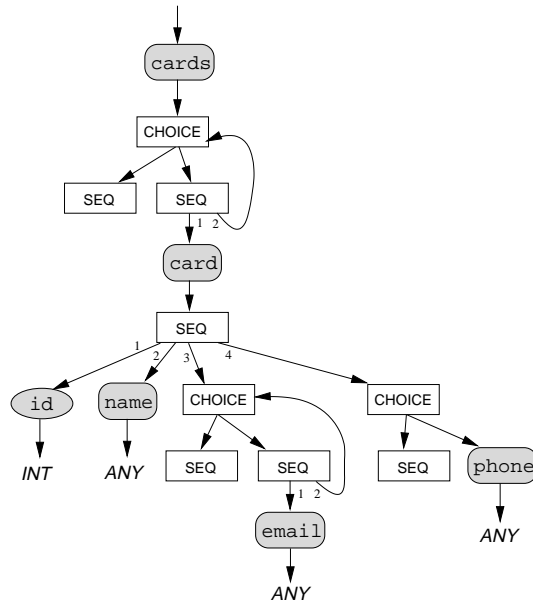 cards
CHOICE
SEQ SEQ
1 2
card
SEQ
1 2 3 4
id name CHOICE CHOICE
INT ANY SEQ SEQ SEQ phone
1 2
email ANY
ANY